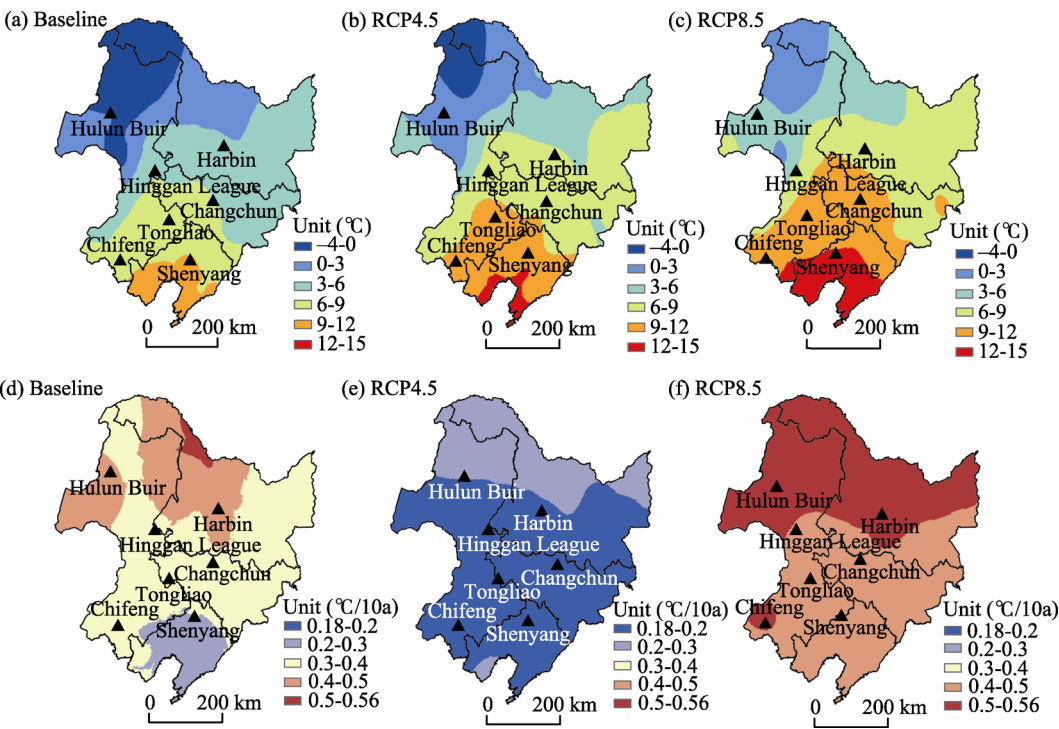 (a) Baseline
Hulun Buir
Harbin
Hinggan League
Changchun
Tongliao
Chifeng
Shenyang
Unit (℃)
–4-0
0-3
3-6
6-9
9-12
12-15
0 200 km
(b) RCP4.5
Hulun Buir
Harbin
Hinggan League
Changchun
Tongliao
Chifeng
Shenyang
Unit (℃)
–4-0
0-3
3-6
6-9
9-12
12-15
0 200 km
(c) RCP8.5
Hulun Buir
Harbin
Hinggan League
Changchun
Tongliao
Chifeng
Shenyang
Unit (℃)
–4-0
0-3
3-6
6-9
9-12
12-15
0 200 km
(d) Baseline
Hulun Buir
Harbin
Hinggan League
Changchun
Tongliao
Chifeng
Shenyang
Unit (℃/10a)
0.18-0.2
0.2-0.3
0.3-0.4
0.4-0.5
0.5-0.56
0 200 km
(e) RCP4.5
Hulun Buir
Harbin
Hinggan League
Changchun
Tongliao
Chifeng
Shenyang
Unit (℃/10a)
0.18-0.2
0.2-0.3
0.3-0.4
0.4-0.5
0.5-0.56
0 200 km
(f) RCP8.5
Hulun Buir
Harbin
Hinggan League
Changchun
Tongliao
Chifeng
Shenyang
Unit (℃/10a)
0.18-0.2
0.2-0.3
0.3-0.4
0.4-0.5
0.5-0.56
0 200 km